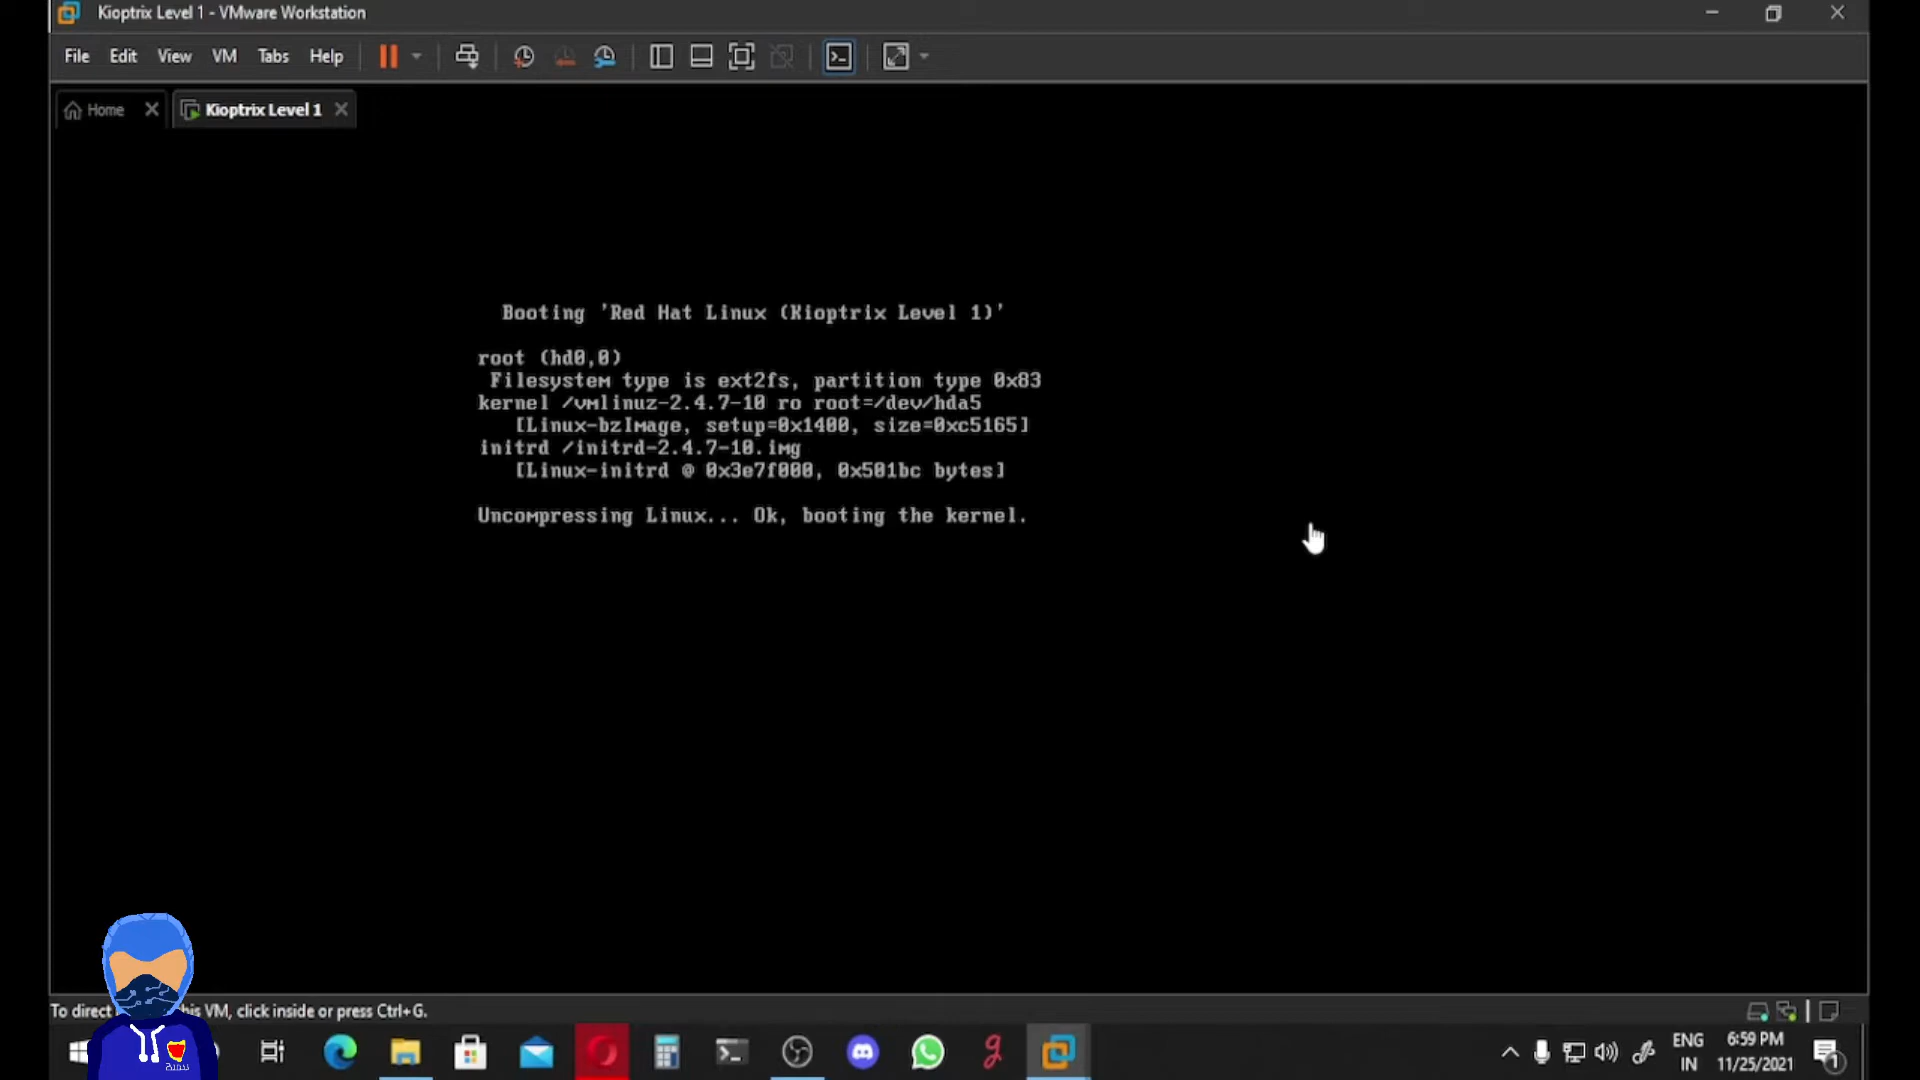 Kioptrix Level 1 - VMware Workstation
File Edit View VM Tabs Help
Home
Kioptrix Level 1
Booting 'Red Hat Linux (Kioptrix Level 1)'
root (hd0,0)
Filesystem type is ext2fs, partition type 0x83
kernel /vmlinuz-2.4.7-10 ro root=/dev/hda5
[Linux-bzImage, setup=0x1400, size=0xc5165]
initrd /initrd-2.4.7-10.img
[Linux-initrd @ 0x3e7f000, 0x501bc bytes]
Uncompressing Linux... Ok, booting the kernel.
To direct his VM, click inside or press Ctrl+G.
ENG 6:59 PM
IN 11/25/2021
1